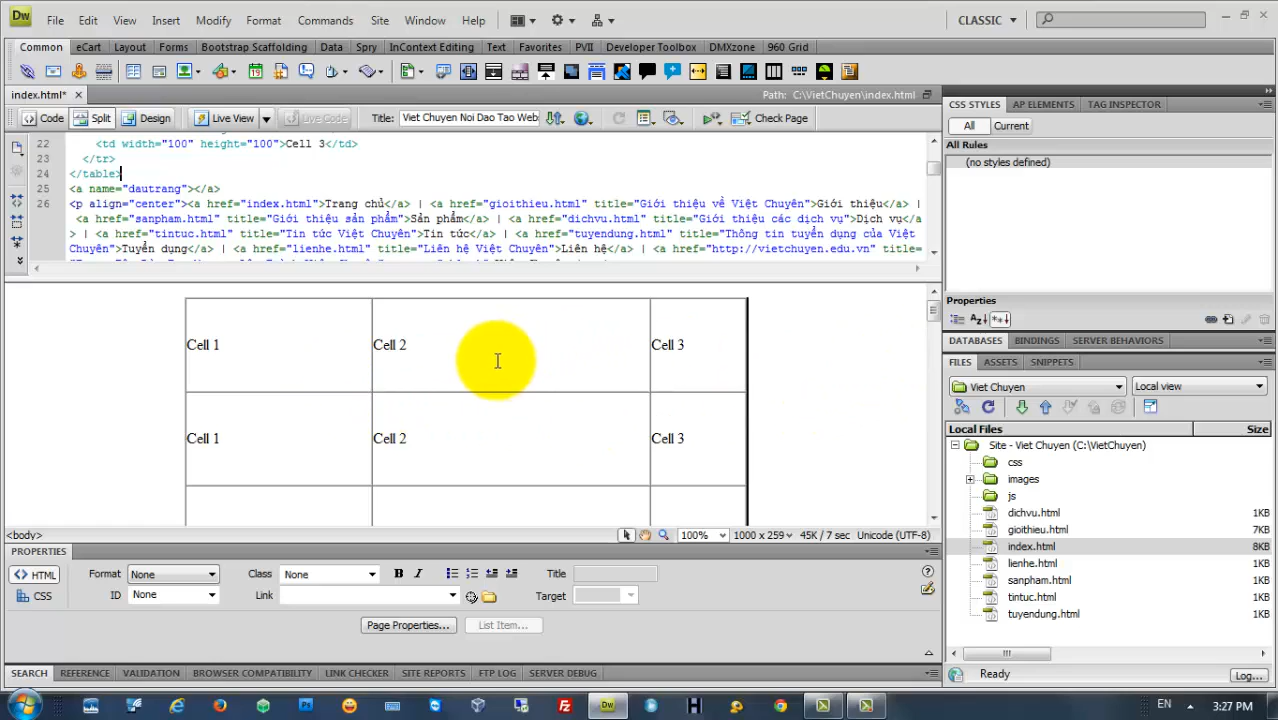 Dw File Edit View Insert Modify Format Commands Site Window Help CLASSIC
Common eCart Layout Forms Bootstrap Scaffolding Data Spry InContext Editing Text Favorites PVII Developer Toolbox DMXzone 960 Grid
index.html* Path: C:\VietChuyen\index.html
Code Split Design Live View Live Code Title: Viet Chuyen Noi Dao Tao Web Check Page
22 <td width="100" height="100">Cell 3</td>
23 </tr>
24 </table>
25 <a name="dautrang"></a>
26 <p align="center"><a href="index.html">Trang chủ</a> | <a href="gioithieu.html" title="Giới thiệu về Việt Chuyên">Giới thiệu</a> |
<a href="sanpham.html" title="Giới thiệu sản phẩm">Sản phẩm</a> | <a href="dichvu.html" title="Giới thiệu các dịch vụ">Dịch vụ</a
> | <a href="tintuc.html" title="Tin tức Việt Chuyên">Tin tức</a> | <a href="tuyendung.html" title="Thông tin tuyển dụng của Việt
Chuyên">Tuyển dụng</a> | <a href="lienhe.html" title="Liên hệ Việt Chuyên">Liên hệ</a> | <a href="http://vietchuyen.edu.vn" title=
Cell 1 Cell 2 Cell 3
Cell 1 Cell 2 Cell 3
<body> 100% 1000 x 259 45K / 7 sec Unicode (UTF-8)
PROPERTIES
HTML Format None Class None B I Title
CSS ID None Link Target
Page Properties... List Item...
SEARCH REFERENCE VALIDATION BROWSER COMPATIBILITY LINK CHECKER SITE REPORTS FTP LOG SERVER DEBUG
CSS STYLES AP ELEMENTS TAG INSPECTOR
All Current
All Rules
(no styles defined)
Properties
DATABASES BINDINGS SERVER BEHAVIORS
FILES ASSETS SNIPPETS
Viet Chuyen Local view
Local Files Size
Site - Viet Chuyen (C:\VietChuyen)
css
images
js
dichvu.html 1KB
gioithieu.html 7KB
index.html 8KB
lienhe.html 1KB
sanpham.html 1KB
tintuc.html 1KB
tuyendung.html 1KB
Ready Log...
Dw EN 3:27 PM